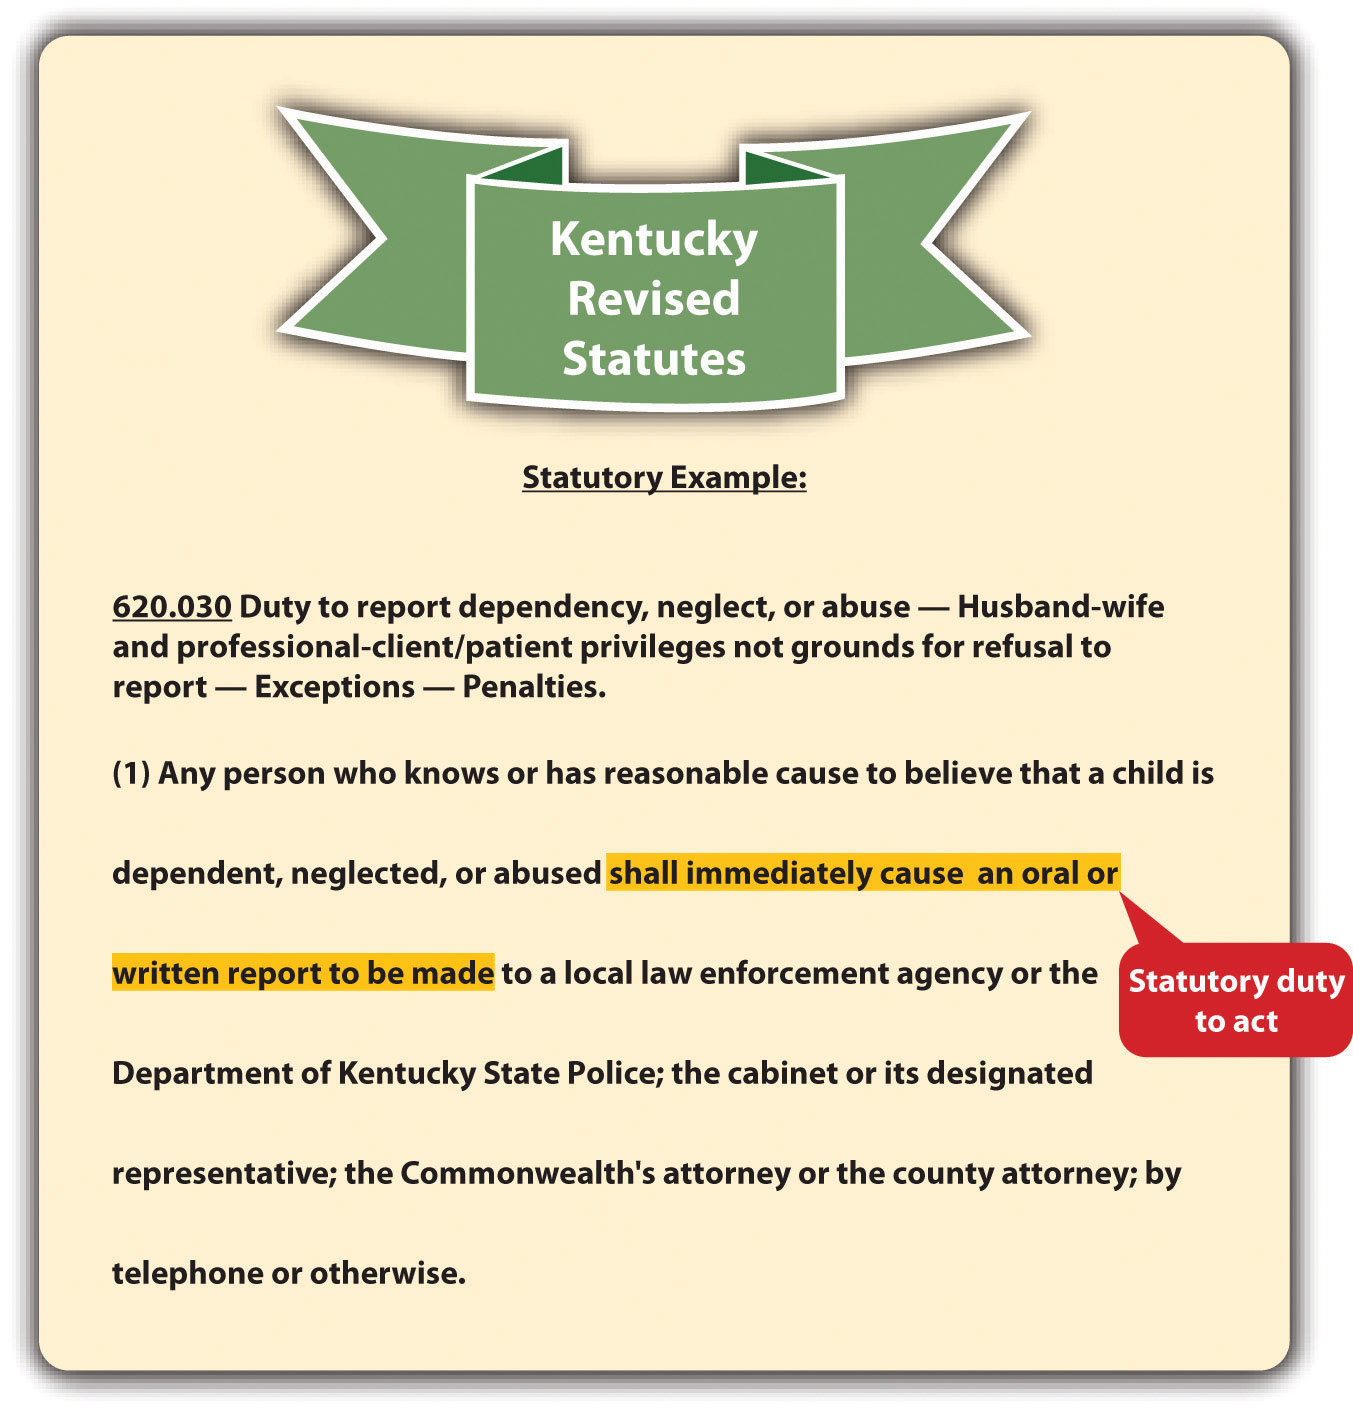 Kentucky
Revised
Statutes
Statutory Example:
620.030 Duty to report dependency, neglect, or abuse — Husband-wife
and professional-client/patient privileges not grounds for refusal to
report — Exceptions — Penalties.
(1) Any person who knows or has reasonable cause to believe that a child is
dependent, neglected, or abused shall immediately cause  an oral or
written report to be made to a local law enforcement agency or the
Statutory duty
to act
Department of Kentucky State Police; the cabinet or its designated
representative; the Commonwealth's attorney or the county attorney; by
telephone or otherwise.